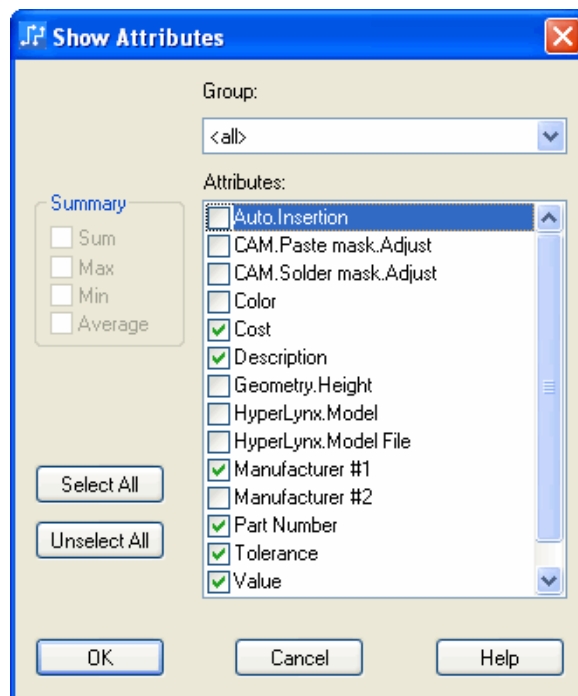 Show Attributes
Group:
<all>
Attributes:
Summary
Sum
Max
Min
Average
Auto.Insertion
CAM.Paste mask.Adjust
CAM.Solder mask.Adjust
Color
Cost
Description
Geometry.Height
HyperLynx.Model
HyperLynx.Model File
Manufacturer #1
Manufacturer #2
Part Number
Tolerance
Value
Select All
Unselect All
OK
Cancel
Help